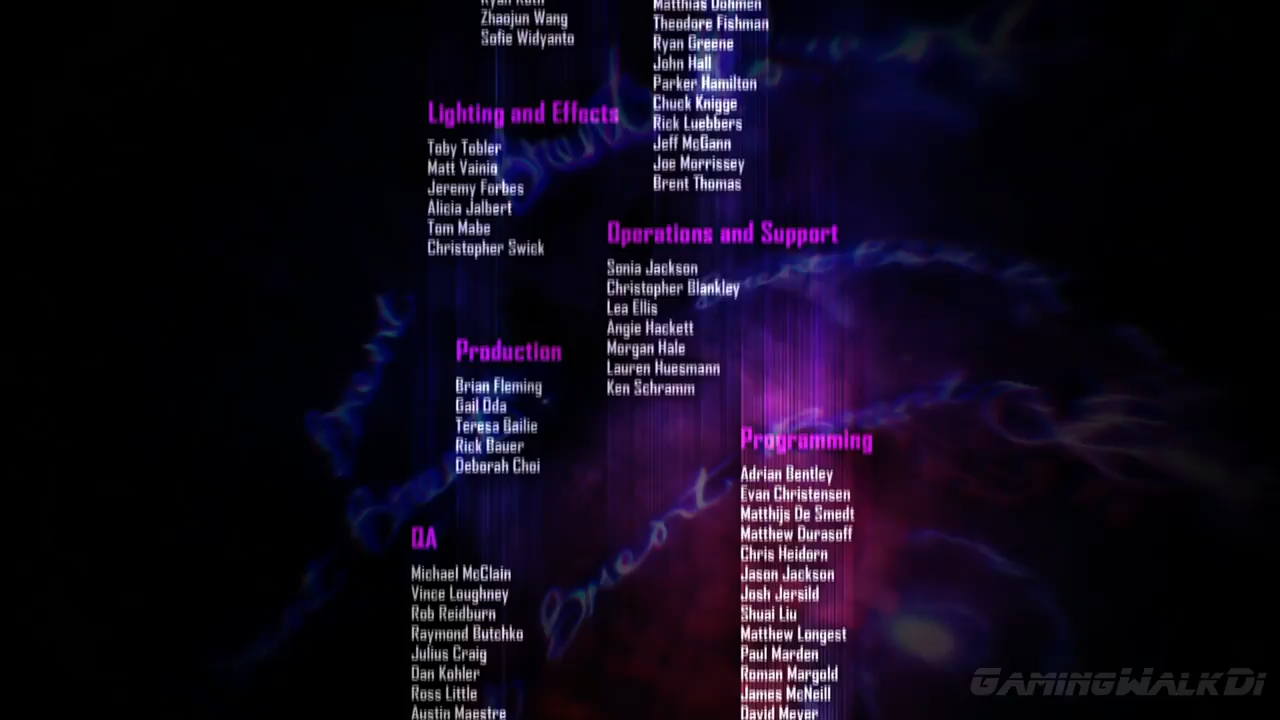 Zhaojun Wang
Sofie Widyanto
Lighting and Effects
Toby Tobler
Matt Vainio
Jeremy Forbes
Alicia Jalbert
Tom Mabe
Christopher Swick
Production
Brian Fleming
Gail Oda
Teresa Bailie
Rick Bauer
Deborah Choi
QA
Michael McClain
Vince Loughney
Rob Reidburn
Raymond Butchko
Julius Craig
Dan Kohler
Ross Little
Austin Maestre
Matthias Dohmen
Theodore Fishman
Ryan Greene
John Hall
Parker Hamilton
Chuck Knigge
Rick Luebbers
Jeff McGann
Joe Morrissey
Brent Thomas
Operations and Support
Sonia Jackson
Christopher Blankley
Lea Ellis
Angie Hackett
Morgan Hale
Lauren Huesmann
Ken Schramm
Programming
Adrian Bentley
Evan Christensen
Matthijs De Smedt
Matthew Durasoff
Chris Heidorn
Jason Jackson
Josh Jersild
Shuai Liu
Matthew Longest
Paul Marden
Roman Margold
James McNeill
David Meyer
GamingWalkDi